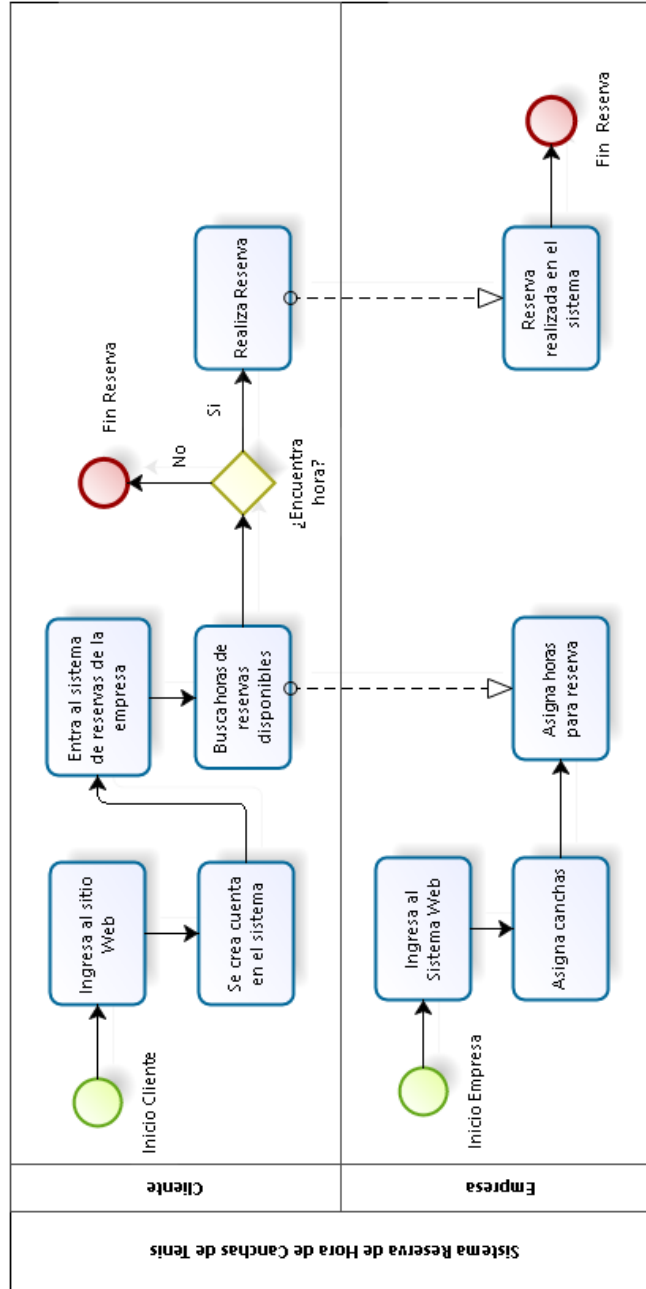 Sistema Reserva de Hora de Canchas de Tenis
Cliente
Inicio Cliente
Ingresa al sitio
Web
Se crea cuenta
en el sistema
Entra al sistema
de reservas de la
empresa
Busca horas de
reservas
disponibles
¿Encuentra
hora?
No
Fin Reserva
Si
Realiza Reserva
Empresa
Inicio Empresa
Ingresa al
Sistema Web
Asigna canchas
Asigna horas
para reserva
Reserva
realizada en el
sistema
Fin Reserva